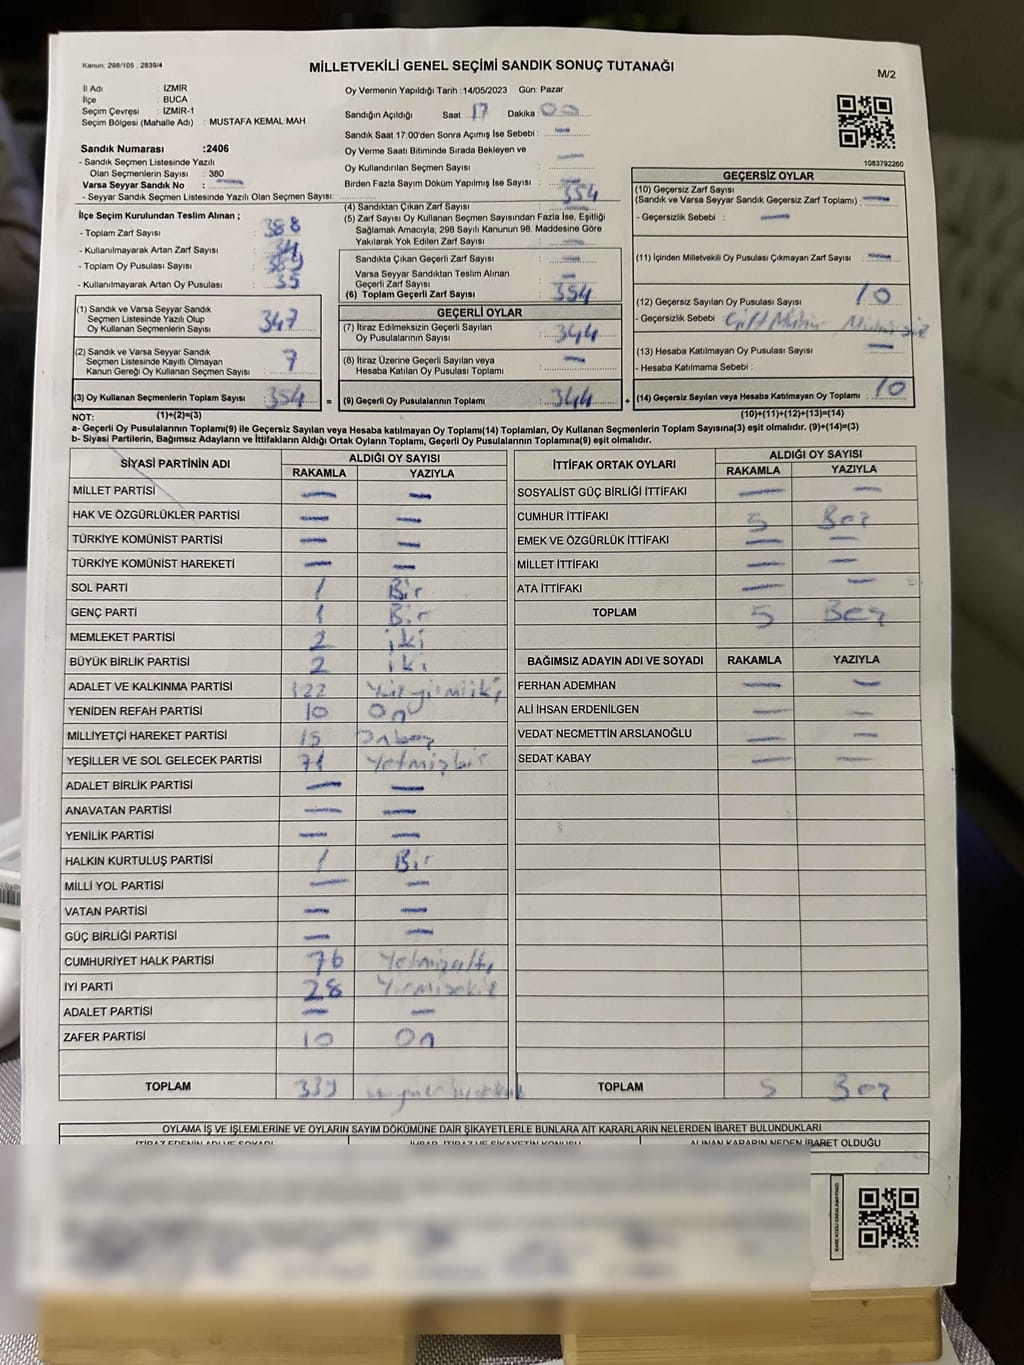 Kanun. 298/105 , 2839/4
MİLLETVEKİLİ GENEL SEÇİMİ SANDIK SONUÇ TUTANAĞI
M/2
İl Adı : İZMİR
İlçe : BUCA
Seçim Çevresi : İZMİR-1
Seçim Bölgesi (Mahalle Adı) : MUSTAFA KEMAL MAH.
Oy Vermenin Yapıldığı Tarih :14/05/2023 Gün: Pazar
Sandığın Açıldığı Saat: 17 Dakika: 00
Sandık Saat 17:00'den Sonra Açımış İse Sebebi : —
Oy Verme Saati Bitiminde Sırada Bekleyen ve
Oy Kullandırılan Seçmen Sayısı : —
Birden Fazla Sayım Döküm Yapılmış İse Sayısı : —
1083792260
Sandık Numarası :2406
- Sandık Seçmen Listesinde Yazılı
Olan Seçmenlerin Sayısı : 380
Varsa Seyyar Sandık No : —
- Seyyar Sandık Seçmen Listesinde Yazılı Olan Seçmen Sayısı:
İlçe Seçim Kurulundan Teslim Alınan ;
- Toplam Zarf Sayısı : 388
- Kullanılmayarak Artan Zarf Sayısı : 34
- Toplam Oy Pusulası Sayısı :
- Kullanılmayarak Artan Oy Pusulası : 35
(1) Sandık ve Varsa Seyyar Sandık
Seçmen Listesinde Yazılı Olup
Oy Kullanan Seçmenlerin Sayısı : 347
(2) Sandık ve Varsa Seyyar Sandık
Seçmen Listesinde Kayıtlı Olmayan
Kanun Gereği Oy Kullanan Seçmen Sayısı : 7
(3) Oy Kullanan Seçmenlerin Toplam Sayısı : 354 =
(4) Sandıktan Çıkan Zarf Sayısı : 354
(5) Zarf Sayısı Oy Kullanan Seçmen Sayısından Fazla İse, Eşitliği
Sağlamak Amacıyla; 298 Sayılı Kanunun 98. Maddesine Göre
Yakılarak Yok Edilen Zarf Sayısı : —
Sandıkta Çıkan Geçerli Zarf Sayısı : —
Varsa Seyyar Sandıktan Teslim Alınan
Geçerli Zarf Sayısı : —
(6) Toplam Geçerli Zarf Sayısı : 354
GEÇERLİ OYLAR
(7) İtiraz Edilmeksizin Geçerli Sayılan
Oy Pusulalarının Sayısı : 344
(8) İtiraz Üzerine Geçerli Sayılan veya
Hesaba Katılan Oy Pusulası Toplamı : —
(9) Geçerli Oy Pusulalarının Toplamı : 344 +
GEÇERSİZ OYLAR
(10) Geçersiz Zarf Sayısı
(Sandık ve Varsa Seyyar Sandık Geçersiz Zarf Toplamı) : —
- Geçersizlik Sebebi : —
(11) İçinden Milletvekili Oy Pusulası Çıkmayan Zarf Sayısı : —
(12) Geçersiz Sayılan Oy Pusulası Sayısı : 10
- Geçersizlik Sebebi : Çift Mühür
(13) Hesaba Katılmayan Oy Pusulası Sayısı : —
- Hesaba Katılmama Sebebi :
(14) Geçersiz Sayılan veya Hesaba Katılmayan Oy Toplamı : 10
NOT: (1)+(2)=(3) (10)+(11)+(12)+(13)=(14)
a- Geçerli Oy Pusulalarının Toplamı(9) ile Geçersiz Sayılan veya Hesaba katılmayan Oy Toplamı(14) Toplamları, Oy Kullanan Seçmenlerin Toplam Sayısına(3) eşit olmalıdır. (9)+(14)=(3)
b- Siyasi Partilerin, Bağımsız Adayların ve İttifakların Aldığı Ortak Oyların Toplamı, Geçerli Oy Pusulalarının Toplamına(9) eşit olmalıdır.
SİYASİ PARTİNİN ADI ALDIĞI OY SAYISI
RAKAMLA YAZIYLA
MİLLET PARTİSİ — —
HAK VE ÖZGÜRLÜKLER PARTİSİ — —
TÜRKİYE KOMÜNİST PARTİSİ — —
TÜRKİYE KOMÜNİST HAREKETİ — —
SOL PARTİ 1 Bir
GENÇ PARTİ 1 Bir
MEMLEKET PARTİSİ 2 iki
BÜYÜK BİRLİK PARTİSİ 2 iki
ADALET VE KALKINMA PARTİSİ 122 Yüzyirmiiki
YENİDEN REFAH PARTİSİ 10 On
MİLLİYETÇİ HAREKET PARTİSİ 15 Onbeş
YEŞİLLER VE SOL GELECEK PARTİSİ 71 Yetmişbir
ADALET BİRLİK PARTİSİ — —
ANAVATAN PARTİSİ — —
YENİLİK PARTİSİ — —
HALKIN KURTULUŞ PARTİSİ 1 Bir
MİLLİ YOL PARTİSİ — —
VATAN PARTİSİ — —
GÜÇ BİRLİĞİ PARTİSİ — —
CUMHURİYET HALK PARTİSİ 76 Yetmişaltı
İYİ PARTİ 28 Yirmisekiz
ADALET PARTİSİ — —
ZAFER PARTİSİ 10 On
TOPLAM 339
İTTİFAK ORTAK OYLARI ALDIĞI OY SAYISI
RAKAMLA YAZIYLA
SOSYALİST GÜÇ BİRLİĞİ İTTİFAKI — —
CUMHUR İTTİFAKI 5 Beş
EMEK VE ÖZGÜRLÜK İTTİFAKI — —
MİLLET İTTİFAKI — —
ATA İTTİFAKI — —
TOPLAM 5 Beş
BAĞIMSIZ ADAYIN ADI VE SOYADI RAKAMLA YAZIYLA
FERHAN ADEMHAN — —
ALİ İHSAN ERDENİLGEN — —
VEDAT NECMETTİN ARSLANOĞLU — —
SEDAT KABAY — —
TOPLAM 5 Beş
OYLAMA İŞ VE İŞLEMLERİNE VE OYLARIN SAYIM DÖKÜMÜNE DAİR ŞİKAYETLERLE BUNLARA AİT KARARLARIN NELERDEN İBARET BULUNDUKLARI
İTİRAZ EDENİN ADI VE SOYADI İHBAR, İTİRAZ VE ŞİKAYETİN KONUSU ALINAN KARARIN NEDEN İBARET OLDUĞU